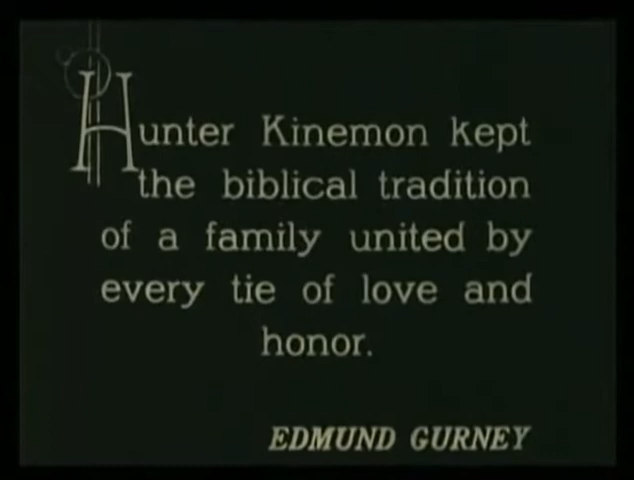 Hunter Kinemon kept
the biblical tradition
of a family united by
every tie of love and
honor.
EDMUND GURNEY